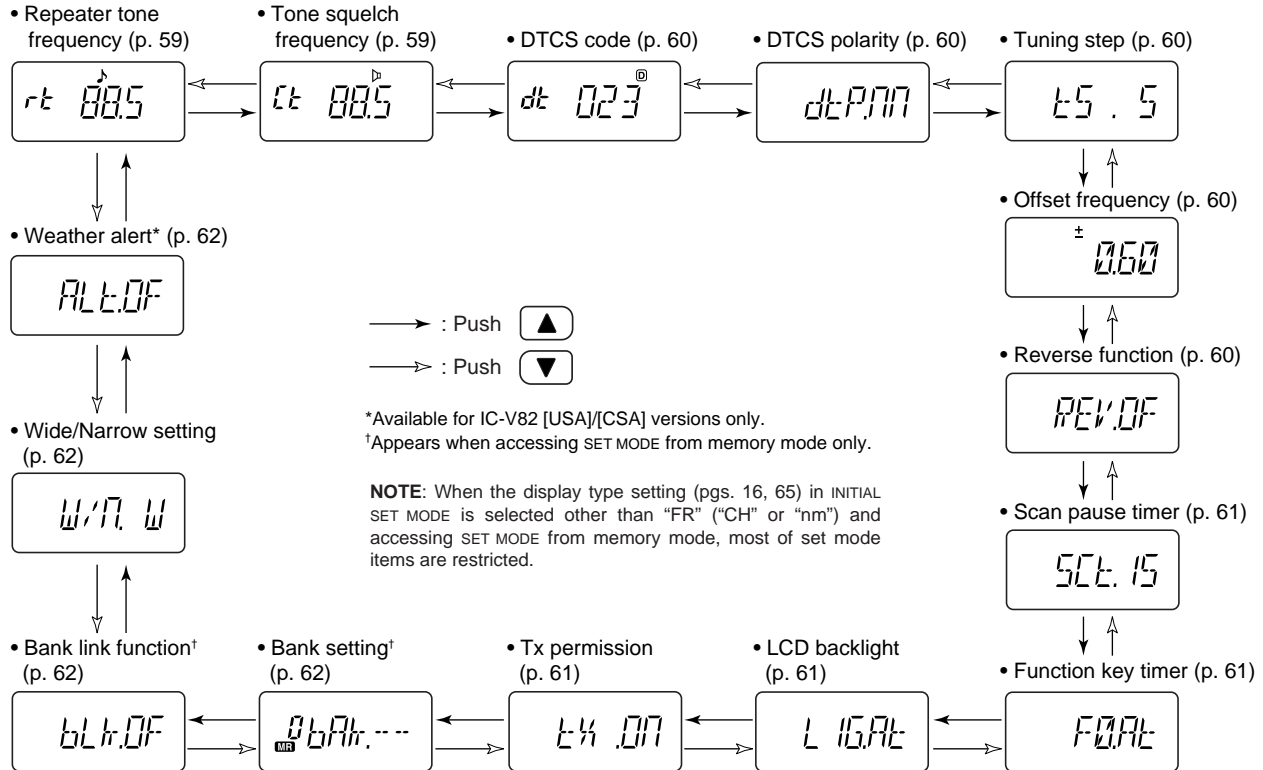 • Repeater tone
frequency (p. 59)
• Tone squelch
frequency (p. 59)
• DTCS code (p. 60)
• DTCS polarity (p. 60)
• Tuning step (p. 60)
rt 88.5
Ct 88.5
dt 023 D
dtP.NN
tS . 5
• Offset frequency (p. 60)
± 0.60
• Weather alert* (p. 62)
ALt.OF
: Push ▲
: Push ▼
• Reverse function (p. 60)
REV.OF
*Available for IC-V82 [USA]/[CSA] versions only.
†Appears when accessing SET MODE from memory mode only.
• Wide/Narrow setting
(p. 62)
W/N. W
NOTE: When the display type setting (pgs. 16, 65) in INITIAL
SET MODE is selected other than “FR” (“CH” or “nm”) and
accessing SET MODE from memory mode, most of set mode
items are restricted.
• Scan pause timer (p. 61)
SCt. 15
• Bank link function†
(p. 62)
• Bank setting†
(p. 62)
• Tx permission
(p. 61)
• LCD backlight
(p. 61)
• Function key timer (p. 61)
bLk.OF
MR 0 bAk.--
tX .ON
LIG.At
F0.At